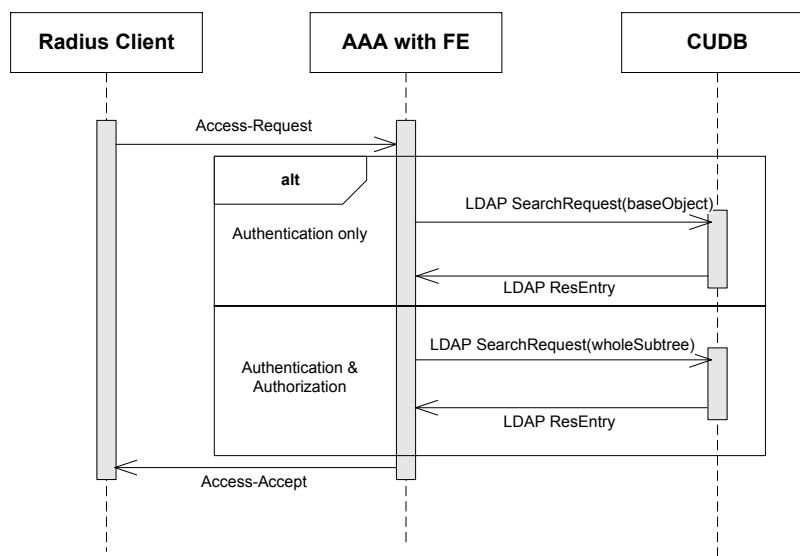 Radius Client
AAA with FE
CUDB
Access-Request
alt
LDAP SearchRequest(baseObject)
Authentication only
LDAP ResEntry
LDAP SearchRequest(wholeSubtree)
Authentication &
Authorization
LDAP ResEntry
Access-Accept